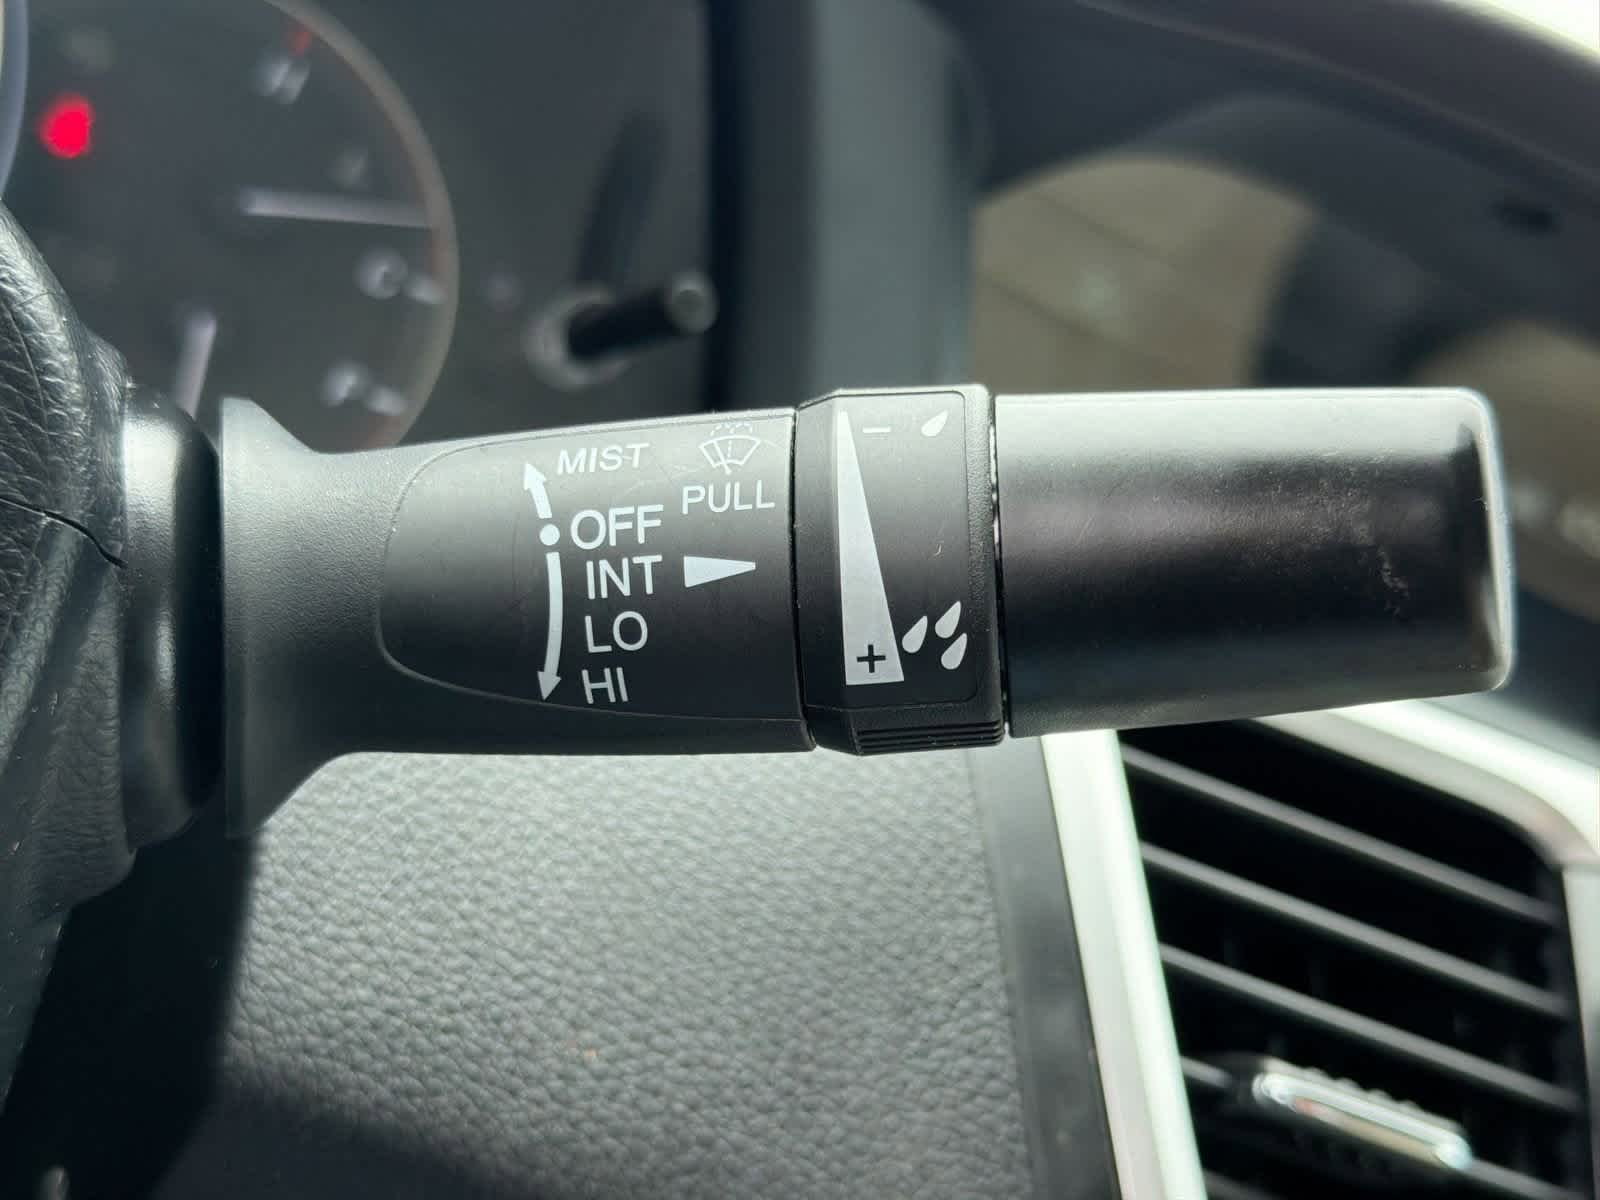 MIST
PULL
OFF
INT
LO
HI
−
+